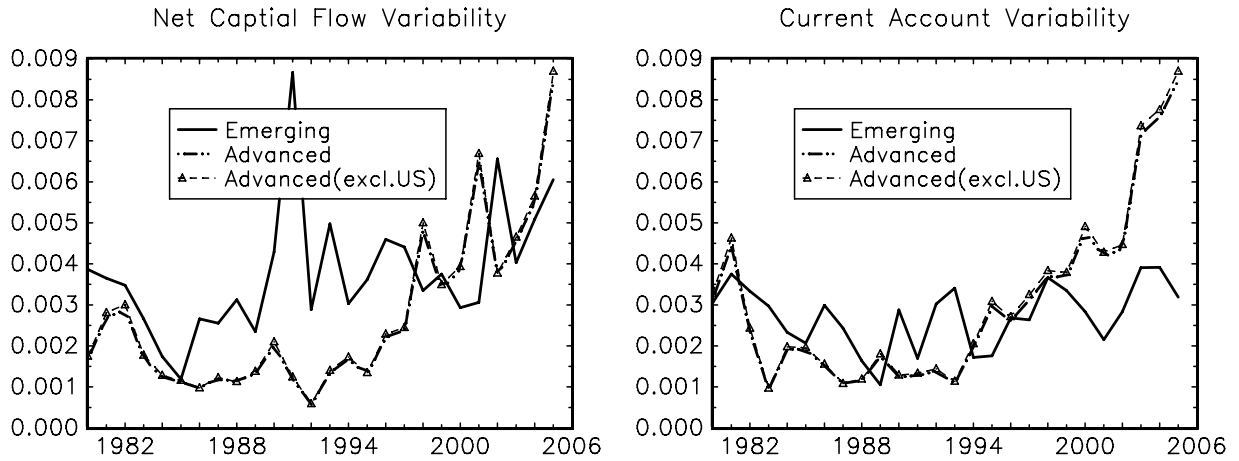 Net Captial Flow Variability
0.009
0.008
0.007
0.006
0.005
0.004
0.003
0.002
0.001
0.000
Emerging
Advanced
Advanced(excl.US)
1982 1988 1994 2000 2006
Current Account Variability
0.009
0.008
0.007
0.006
0.005
0.004
0.003
0.002
0.001
0.000
Emerging
Advanced
Advanced(excl.US)
1982 1988 1994 2000 2006